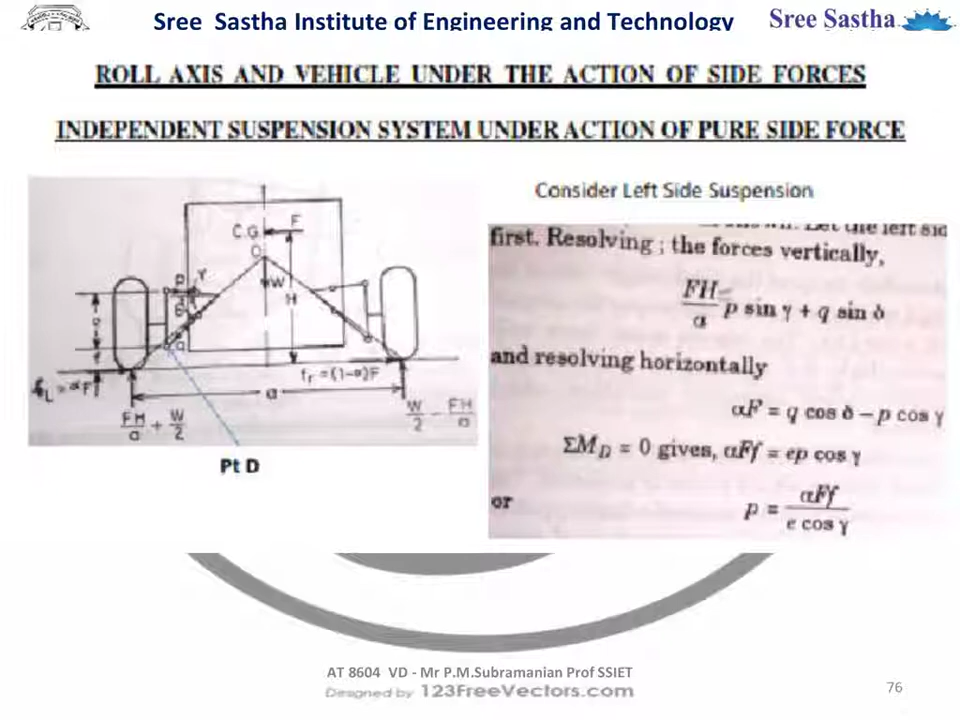 Sree Sastha Institute of Engineering and Technology
Sree Sastha
ROLL AXIS AND VEHICLE UNDER THE ACTION OF SIDE FORCES
INDEPENDENT SUSPENSION SYSTEM UNDER ACTION OF PURE SIDE FORCE
Consider Left Side Suspension
C.G.
F
O
P
γ
W
H
fr = (1-α)F
a
FH/a + W/2
W/2 - FH/a
Pt D
first. Resolving ; the forces vertically,
FH/a = p sin γ + q sin δ
and resolving horizontally
αF = q cos δ – p cos γ
ΣM_D = 0 gives, αFf = ep cos γ
or p = αFf / e cos γ
AT 8604 VD - Mr P.M.Subramanian Prof SSIET
Designed by 123FreeVectors.com
76